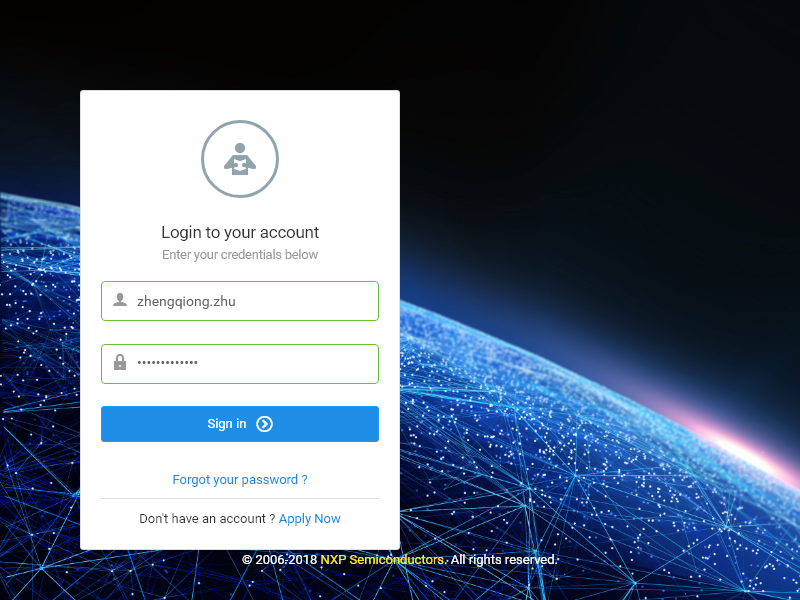 Login to your account
Enter your credentials below
zhengqiong.zhu
•••••••••••••
Sign in
Forgot your password ?
Don't have an account ? Apply Now
© 2006-2018 NXP Semiconductors. All rights reserved.